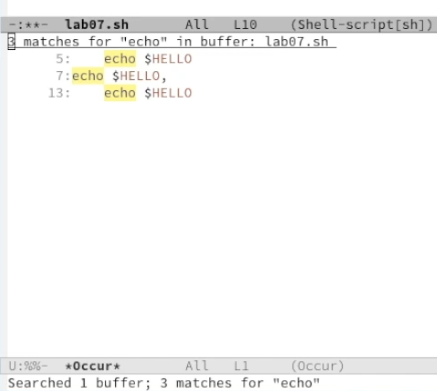 -:**-  lab07.sh       All   L10    (Shell-script[sh])
3 matches for "echo" in buffer: lab07.sh
      5:    echo $HELLO
      7:echo $HELLO,
     13:    echo $HELLO
U:%%-  *Occur*        All   L1     (Occur)
Searched 1 buffer; 3 matches for "echo"